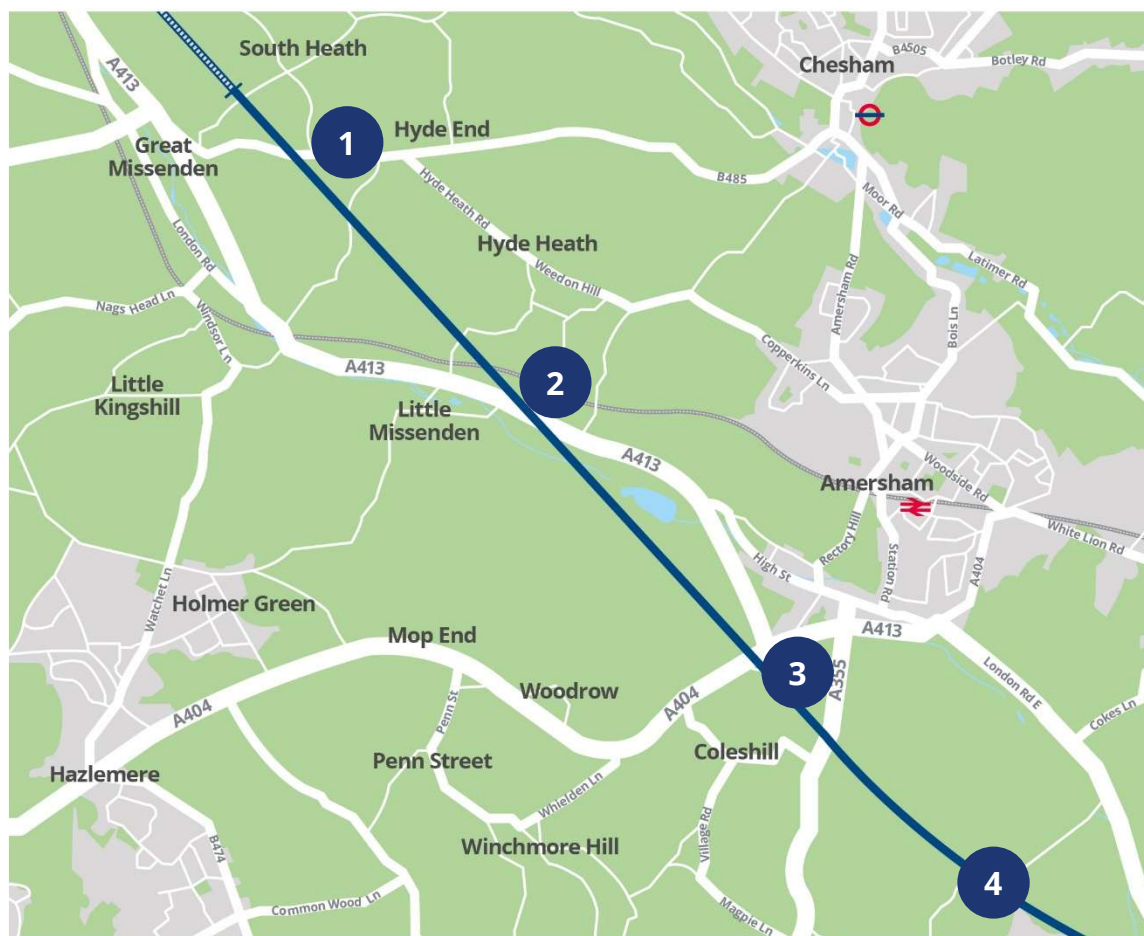 South Heath
B4505
Botley Rd
Chesham
A413
1
Hyde End
Great
Missenden
B485
Hyde Heath Rd
Moor Rd
London Rd
Hyde Heath
Latimer Rd
Weedon Hill
Amersham Rd
Nags Head Ln
Windsor Ln
Bois Ln
Copperkins Ln
A413
2
Little
Kingshill
Little
Missenden
A413
Woodside Rd
Amersham
White Lion Rd
Rectory Hill
High St
Station Rd
A404
Watchet Ln
Holmer Green
Mop End
A413
3
A355
London Rd E
Woodrow
A404
Penn St
A404
Cokes Ln
Coleshill
Penn Street
Hazlemere
Whielden Ln
Village Rd
Winchmore Hill
B474
4
Common Wood Ln
Magpie Ln